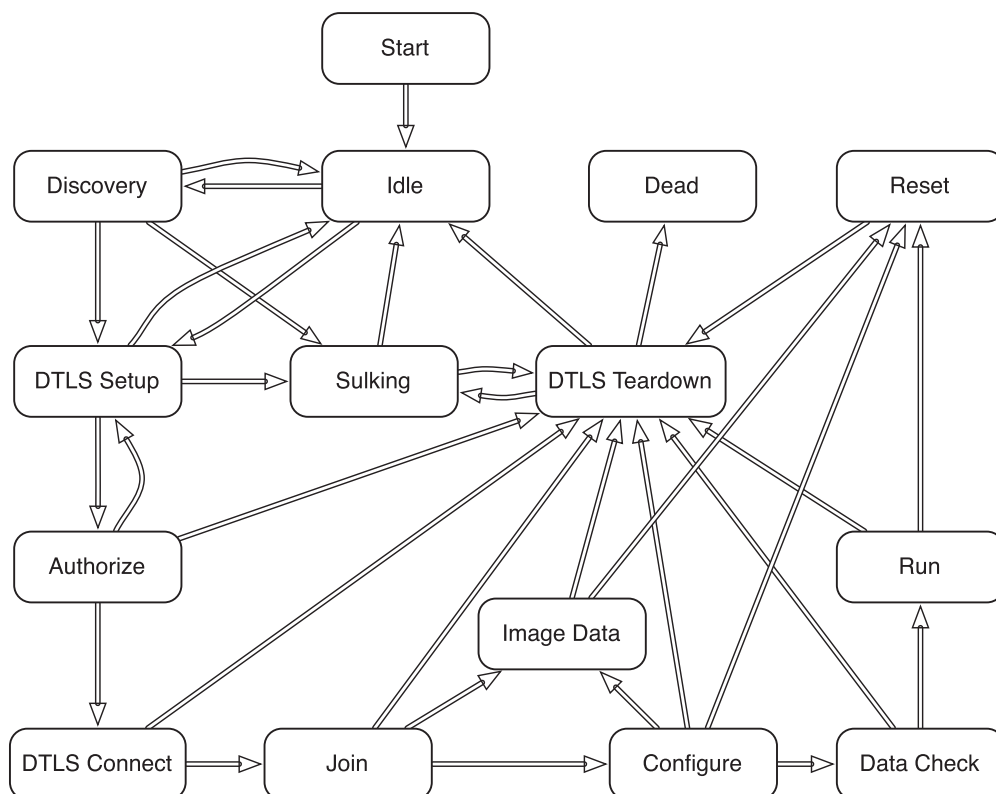 Start
Discovery
Idle
Dead
Reset
DTLS Setup
Sulking
DTLS Teardown
Authorize
Run
Image Data
DTLS Connect
Join
Configure
Data Check